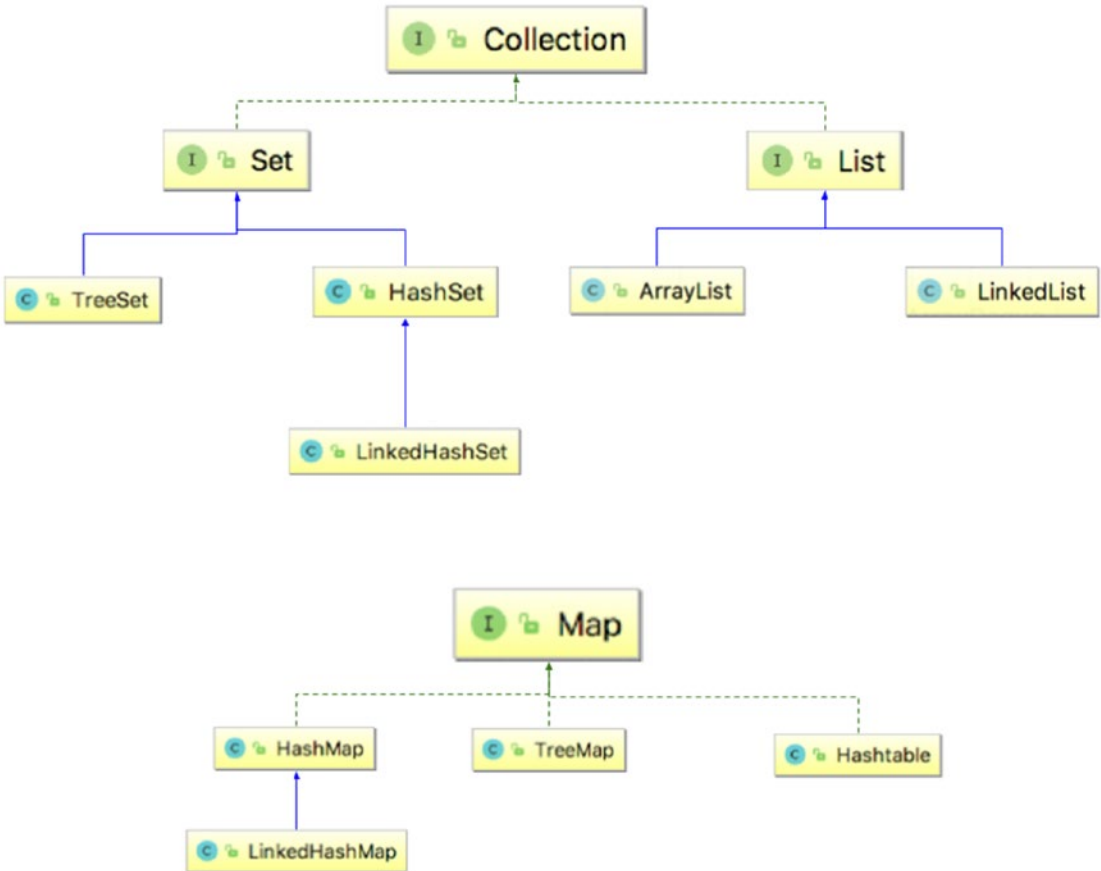 I Collection
I Set
I List
C TreeSet
C HashSet
C ArrayList
C LinkedList
C LinkedHashSet
I Map
C HashMap
C TreeMap
C Hashtable
C LinkedHashMap